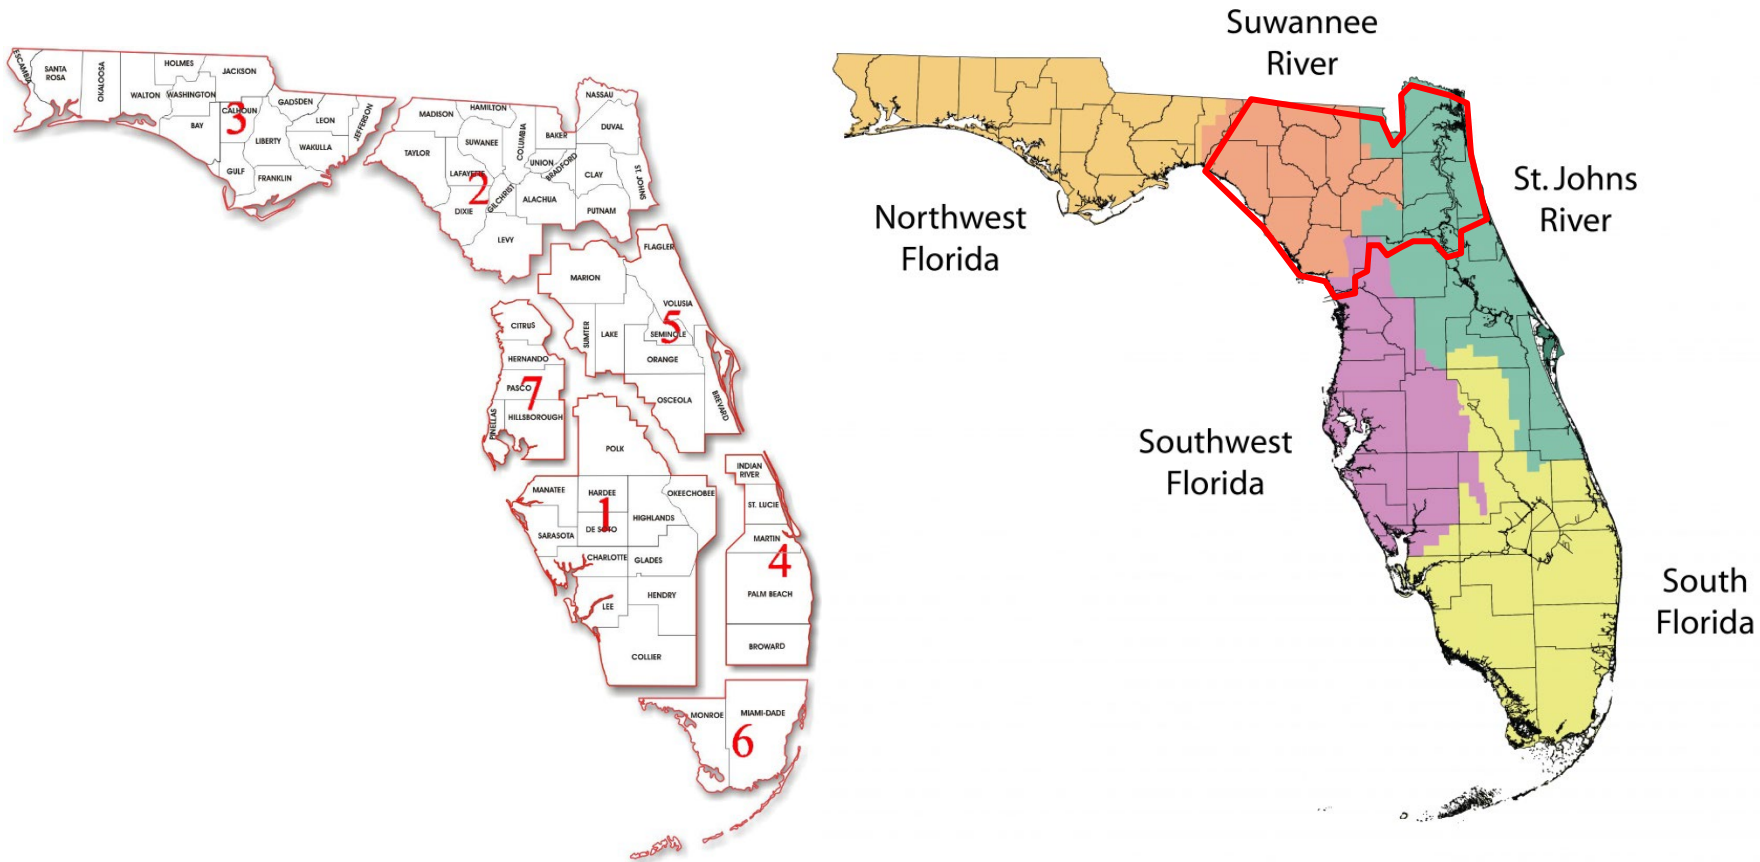 ESCAMBIA
SANTA
ROSA
OKALOOSA
HOLMES
WALTON
WASHINGTON
JACKSON
BAY
CALHOUN
3
GADSDEN
LEON
JEFFERSON
LIBERTY
WAKULLA
GULF
FRANKLIN
MADISON
HAMILTON
TAYLOR
SUWANEE
COLUMBIA
BAKER
NASSAU
DUVAL
UNION
BRADFORD
CLAY
ST. JOHNS
LAFAYETTE
2
DIXIE
GILCHRIST
ALACHUA
PUTNAM
LEVY
FLAGLER
MARION
VOLUSIA
5
SUMTER
LAKE
SEMINOLE
ORANGE
OSCEOLA
BREVARD
CITRUS
HERNANDO
PASCO
7
PINELLAS
HILLSBOROUGH
POLK
MANATEE
HARDEE
1
OKEECHOBEE
HIGHLANDS
SARASOTA
DE SOTO
CHARLOTTE
GLADES
LEE
HENDRY
COLLIER
INDIAN
RIVER
ST. LUCIE
MARTIN
4
PALM BEACH
BROWARD
MONROE
MIAMI-DADE
6
Suwannee
River
St. Johns
River
Northwest
Florida
Southwest
Florida
South
Florida